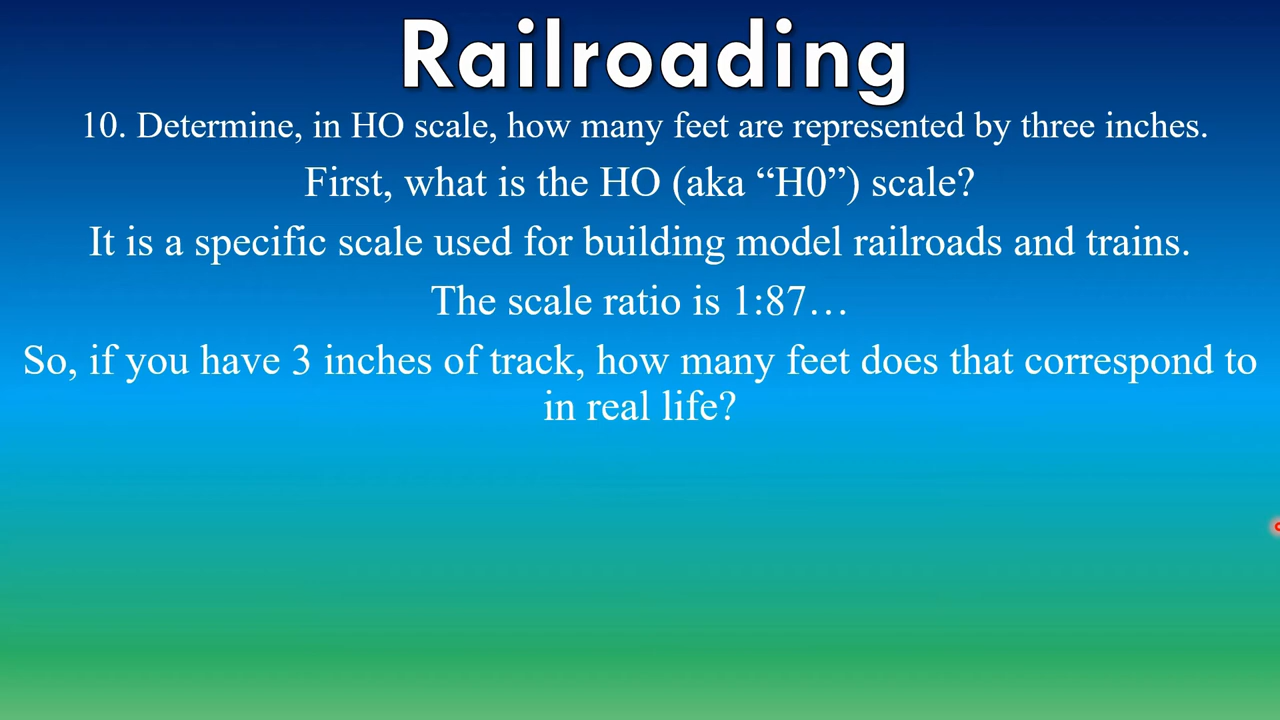 Railroading
10. Determine, in HO scale, how many feet are represented by three inches.
First, what is the HO (aka “H0”) scale?
It is a specific scale used for building model railroads and trains.
The scale ratio is 1:87…
So, if you have 3 inches of track, how many feet does that correspond to
in real life?